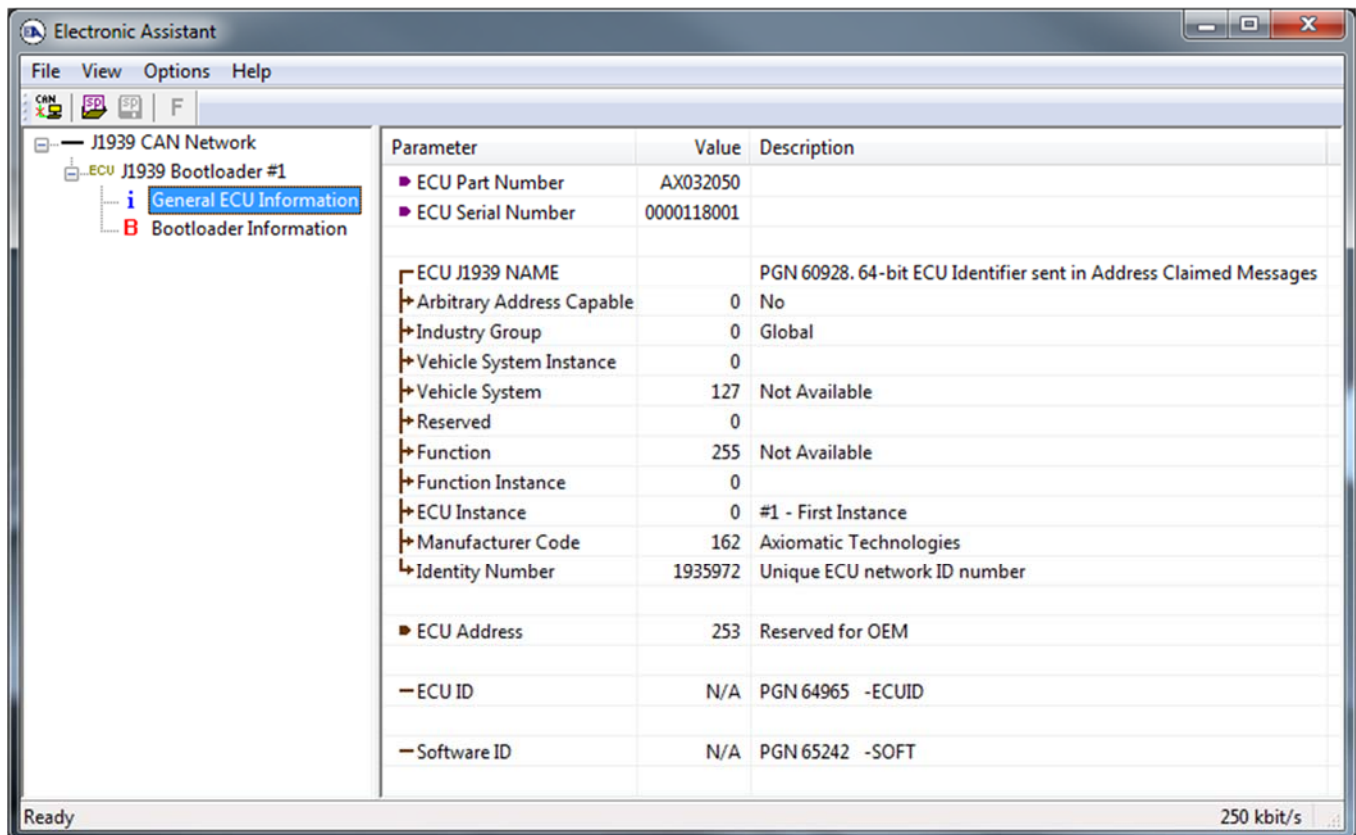 EA Electronic Assistant
File View Options Help
CAN SP SP F
J1939 CAN Network
ECU J1939 Bootloader #1
i General ECU Information
B Bootloader Information
Parameter Value Description
ECU Part Number AX032050
ECU Serial Number 0000118001
ECU J1939 NAME PGN 60928. 64-bit ECU Identifier sent in Address Claimed Messages
Arbitrary Address Capable 0 No
Industry Group 0 Global
Vehicle System Instance 0
Vehicle System 127 Not Available
Reserved 0
Function 255 Not Available
Function Instance 0
ECU Instance 0 #1 - First Instance
Manufacturer Code 162 Axiomatic Technologies
Identity Number 1935972 Unique ECU network ID number
ECU Address 253 Reserved for OEM
ECU ID N/A PGN 64965 -ECUID
Software ID N/A PGN 65242 -SOFT
Ready 250 kbit/s